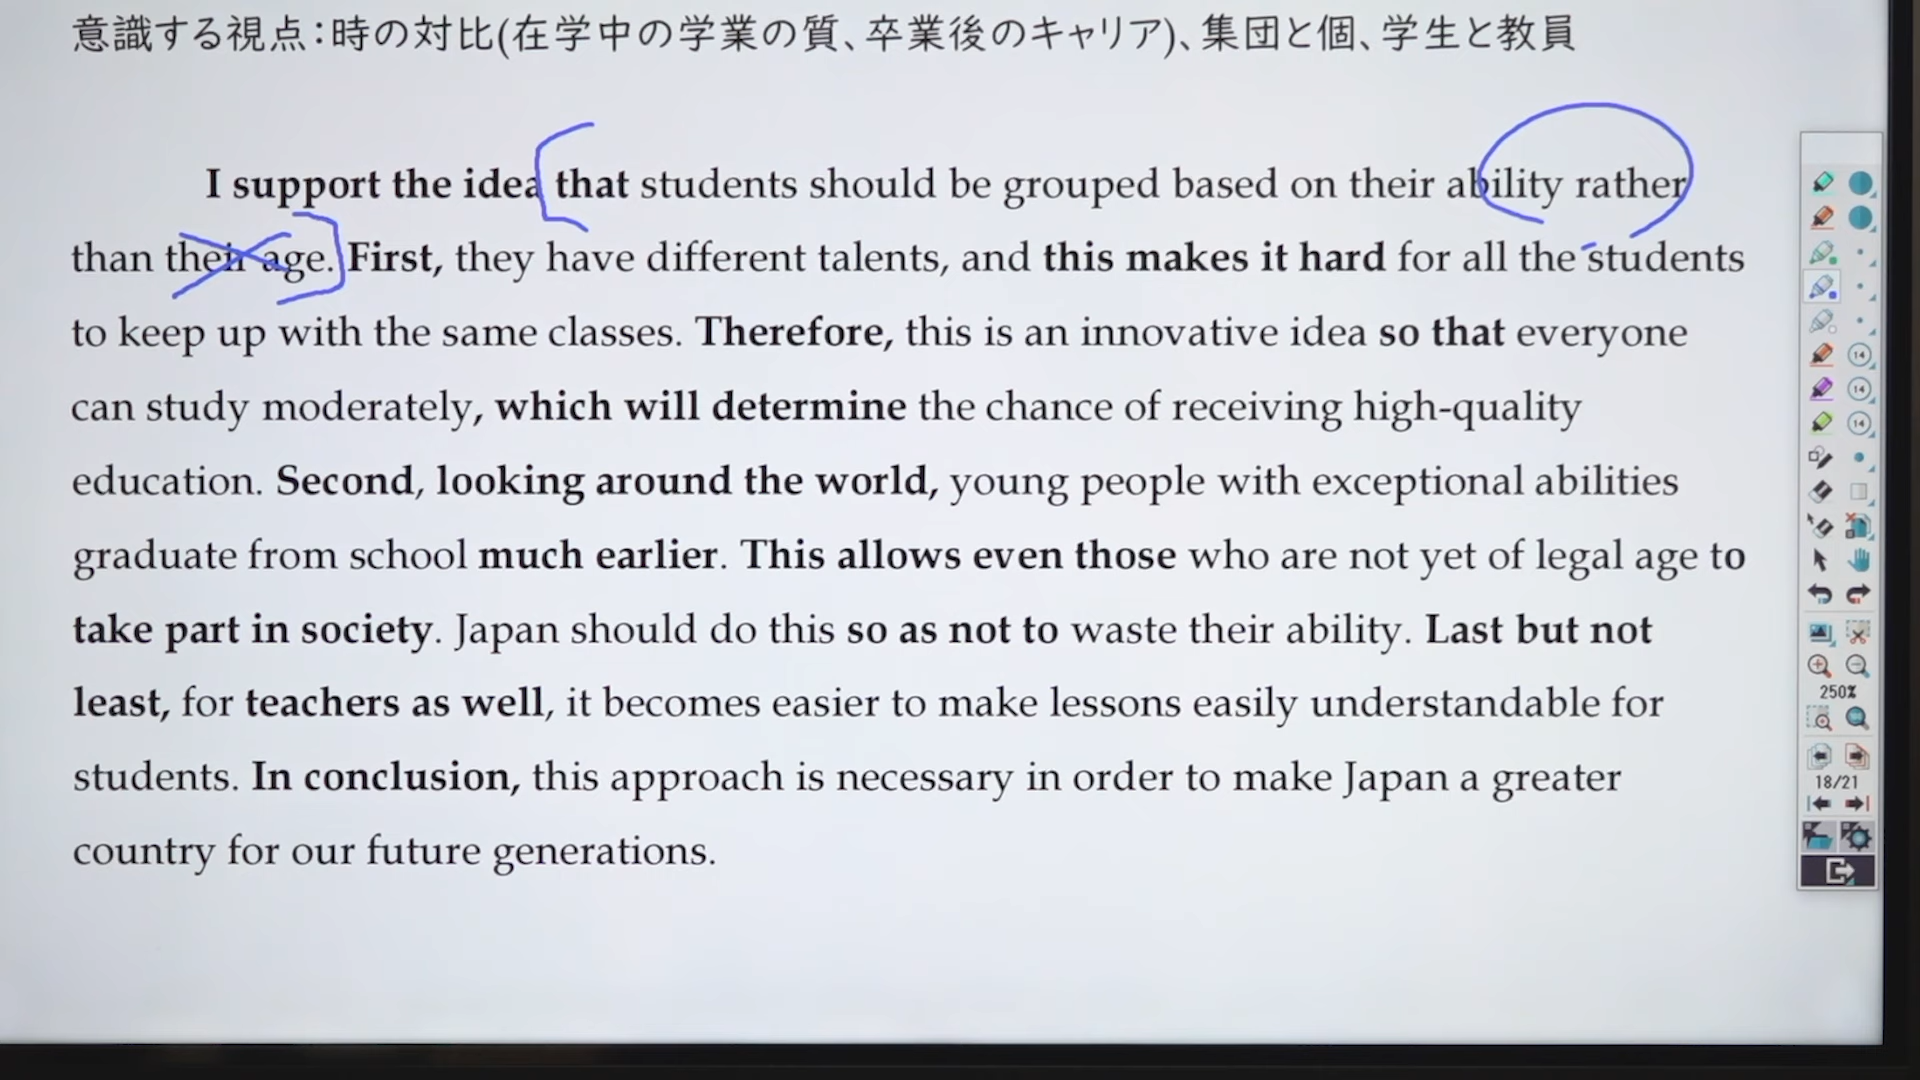 意識する視点：時の対比(在学中の学業の質、卒業後のキャリア)、集団と個、学生と教員
I support the idea that students should be grouped based on their ability rather
than their age. First, they have different talents, and this makes it hard for all the students
to keep up with the same classes. Therefore, this is an innovative idea so that everyone
can study moderately, which will determine the chance of receiving high-quality
education. Second, looking around the world, young people with exceptional abilities
graduate from school much earlier. This allows even those who are not yet of legal age to
take part in society. Japan should do this so as not to waste their ability. Last but not
least, for teachers as well, it becomes easier to make lessons easily understandable for
students. In conclusion, this approach is necessary in order to make Japan a greater
country for our future generations.
14
14
14
250%
18/21